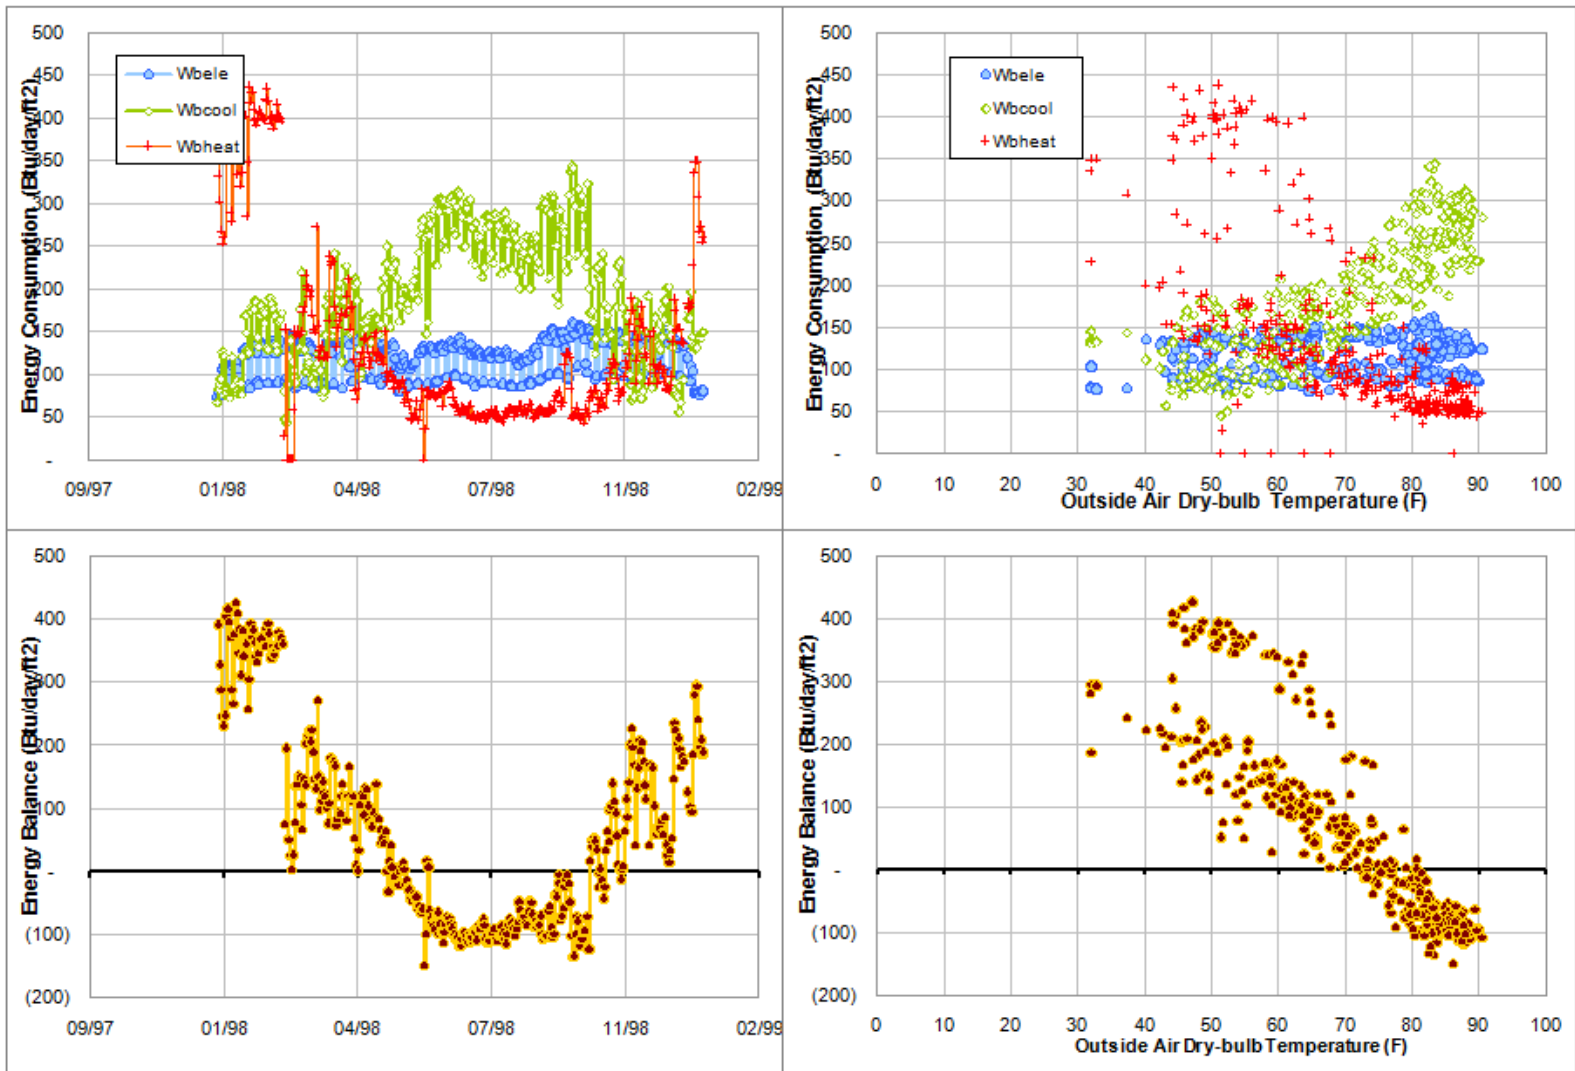 500
450
400
350
300
250
200
150
100
50
-
Energy Consumption (Btu/day/ft2)
Wbele
Wbcool
Wbheat
09/97 01/98 04/98 07/98 11/98 02/99
500
450
400
350
300
250
200
150
100
50
-
Energy Consumption (Btu/day/ft2)
Wbele
Wbcool
Wbheat
0 10 20 30 40 50 60 70 80 90 100
Outside Air Dry-bulb Temperature (F)
500
400
300
200
100
-
(100)
(200)
Energy Balance (Btu/day/ft2)
09/97 01/98 04/98 07/98 11/98 02/99
500
400
300
200
100
-
(100)
(200)
Energy Balance (Btu/day/ft2)
0 10 20 30 40 50 60 70 80 90 100
Outside Air Dry-bulb Temperature (F)